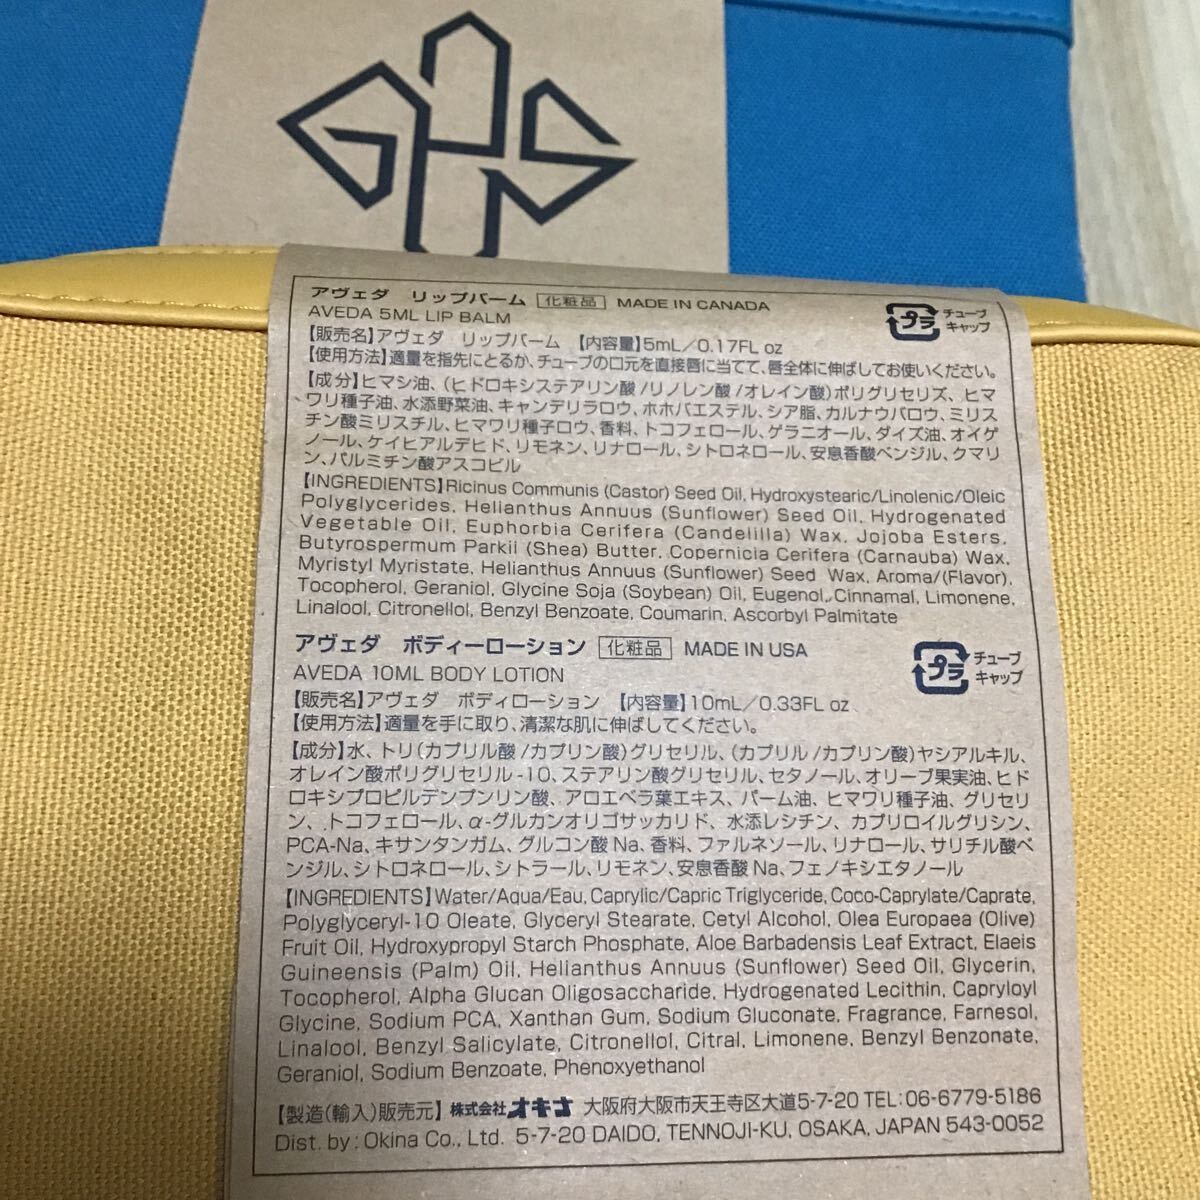 アヴェダ リップバーム 化粧品 MADE IN CANADA
AVEDA 5ML LIP BALM
プラ チューブ
キャップ
【販売名】アヴェダ リップバーム 【内容量】5mL/0.17FL oz
【使用方法】適量を指先にとるか、チューブの口元を直接唇に当てて、唇全体に伸ばしてお使いください。
【成分】ヒマシ油、(ヒドロキシステアリン酸/リノレン酸/オレイン酸)ポリグリセリズ、ヒマ
ワリ種子油、水添野菜油、キャンデリラロウ、ホホバエステル、シア脂、カルナウバロウ、ミリス
チン酸ミリスチル、ヒマワリ種子ロウ、香料、トコフェロール、ゲラニオール、ダイズ油、オイゲ
ノール、ケイヒアルデヒド、リモネン、リナロール、シトロネロール、安息香酸ベンジル、クマリ
ン、パルミチン酸アスコビル
【INGREDIENTS】Ricinus Communis (Castor) Seed Oil, Hydroxystearic/Linolenic/Oleic
Polyglycerides, Helianthus Annuus (Sunflower) Seed Oil, Hydrogenated
Vegetable Oil, Euphorbia Cerifera (Candelilla) Wax, Jojoba Esters,
Butyrospermum Parkii (Shea) Butter, Copernicia Cerifera (Carnauba) Wax,
Myristyl Myristate, Helianthus Annuus (Sunflower) Seed Wax, Aroma/(Flavor),
Tocopherol, Geraniol, Glycine Soja (Soybean) Oil, Eugenol, Cinnamal, Limonene,
Linalool, Citronellol, Benzyl Benzoate, Coumarin, Ascorbyl Palmitate
アヴェダ ボディーローション 化粧品 MADE IN USA
AVEDA 10ML BODY LOTION
プラ チューブ
キャップ
【販売名】アヴェダ ボディローション 【内容量】10mL/0.33FL oz
【使用方法】適量を手に取り、清潔な肌に伸ばしてください。
【成分】水、トリ(カプリル酸/カプリン酸)グリセリル、(カプリル/カプリン酸)ヤシアルキル、
オレイン酸ポリグリセリル-10、ステアリン酸グリセリル、セタノール、オリーブ果実油、ヒド
ロキシプロピルデンプンリン酸、アロエベラ葉エキス、パーム油、ヒマワリ種子油、グリセリ
ン、トコフェロール、α-グルカンオリゴサッカリド、水添レシチン、カプリロイルグリシン、
PCA-Na、キサンタンガム、グルコン酸Na、香料、ファルネソール、リナロール、サリチル酸ベ
ンジル、シトロネロール、シトラール、リモネン、安息香酸Na、フェノキシエタノール
【INGREDIENTS】Water/Aqua/Eau, Caprylic/Capric Triglyceride, Coco-Caprylate/Caprate,
Polyglyceryl-10 Oleate, Glyceryl Stearate, Cetyl Alcohol, Olea Europaea (Olive)
Fruit Oil, Hydroxypropyl Starch Phosphate, Aloe Barbadensis Leaf Extract, Elaeis
Guineensis (Palm) Oil, Helianthus Annuus (Sunflower) Seed Oil, Glycerin,
Tocopherol, Alpha Glucan Oligosaccharide, Hydrogenated Lecithin, Capryloyl
Glycine, Sodium PCA, Xanthan Gum, Sodium Gluconate, Fragrance, Farnesol,
Linalool, Benzyl Salicylate, Citronellol, Citral, Limonene, Benzyl Benzonate,
Geraniol, Sodium Benzoate, Phenoxyethanol
【製造(輸入)販売元】 株式会社オキナ 大阪府大阪市天王寺区大道5-7-20 TEL:06-6779-5186
Dist. by : Okina Co., Ltd. 5-7-20 DAIDO, TENNOJI-KU, OSAKA, JAPAN 543-0052